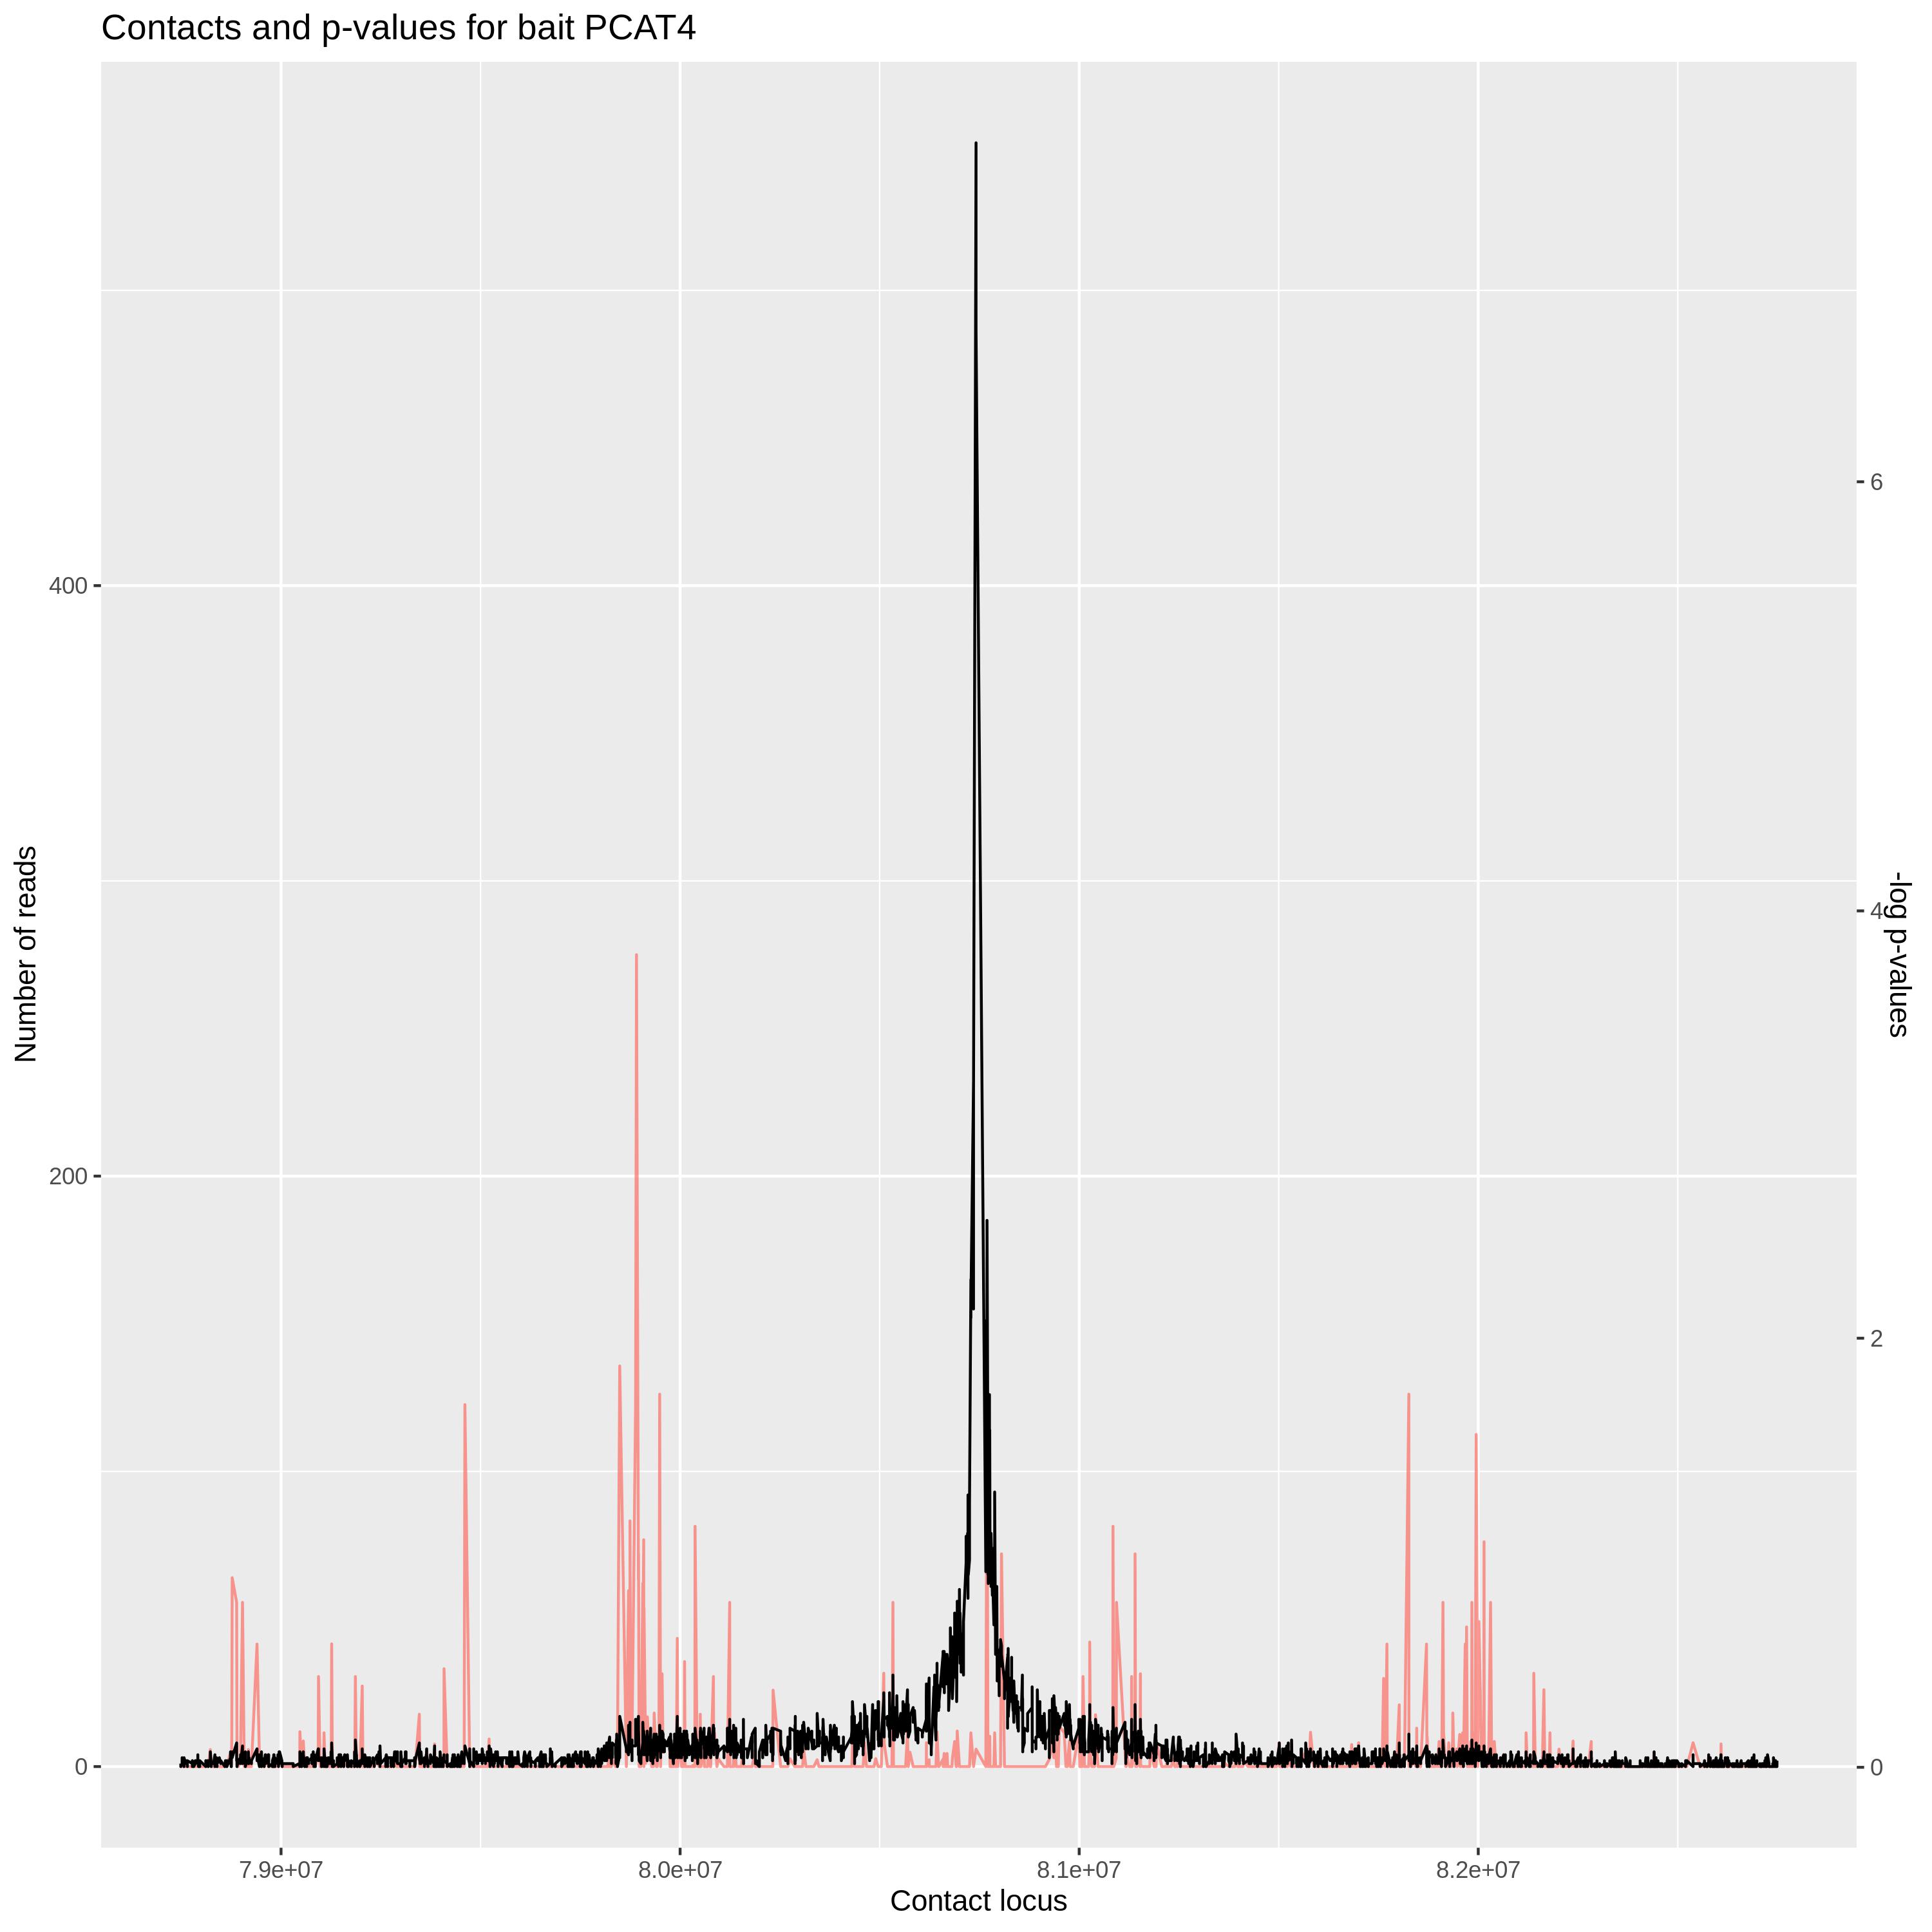 Contacts and p-values for bait PCAT4
Number of reads
400
200
0
6
4
2
0
-log p-values
7.9e+07 8.0e+07 8.1e+07 8.2e+07
Contact locus